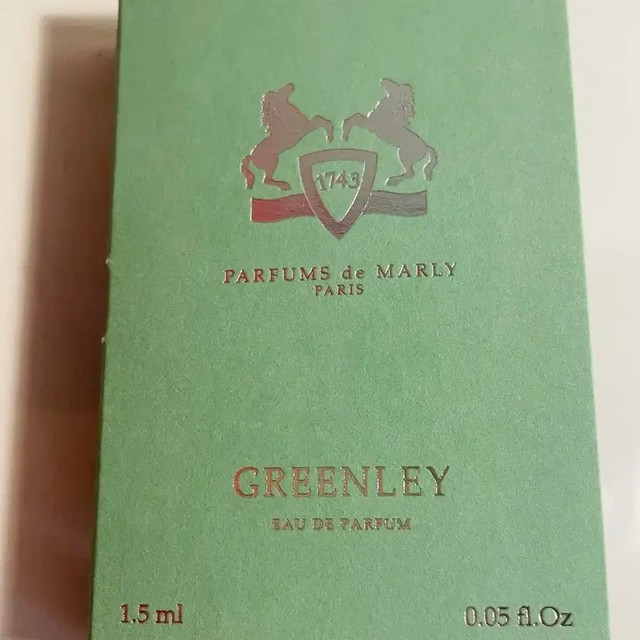 1743
PARFUMS de MARLY
PARIS
GREENLEY
EAU DE PARFUM
1.5 ml 0.05 fl.Oz